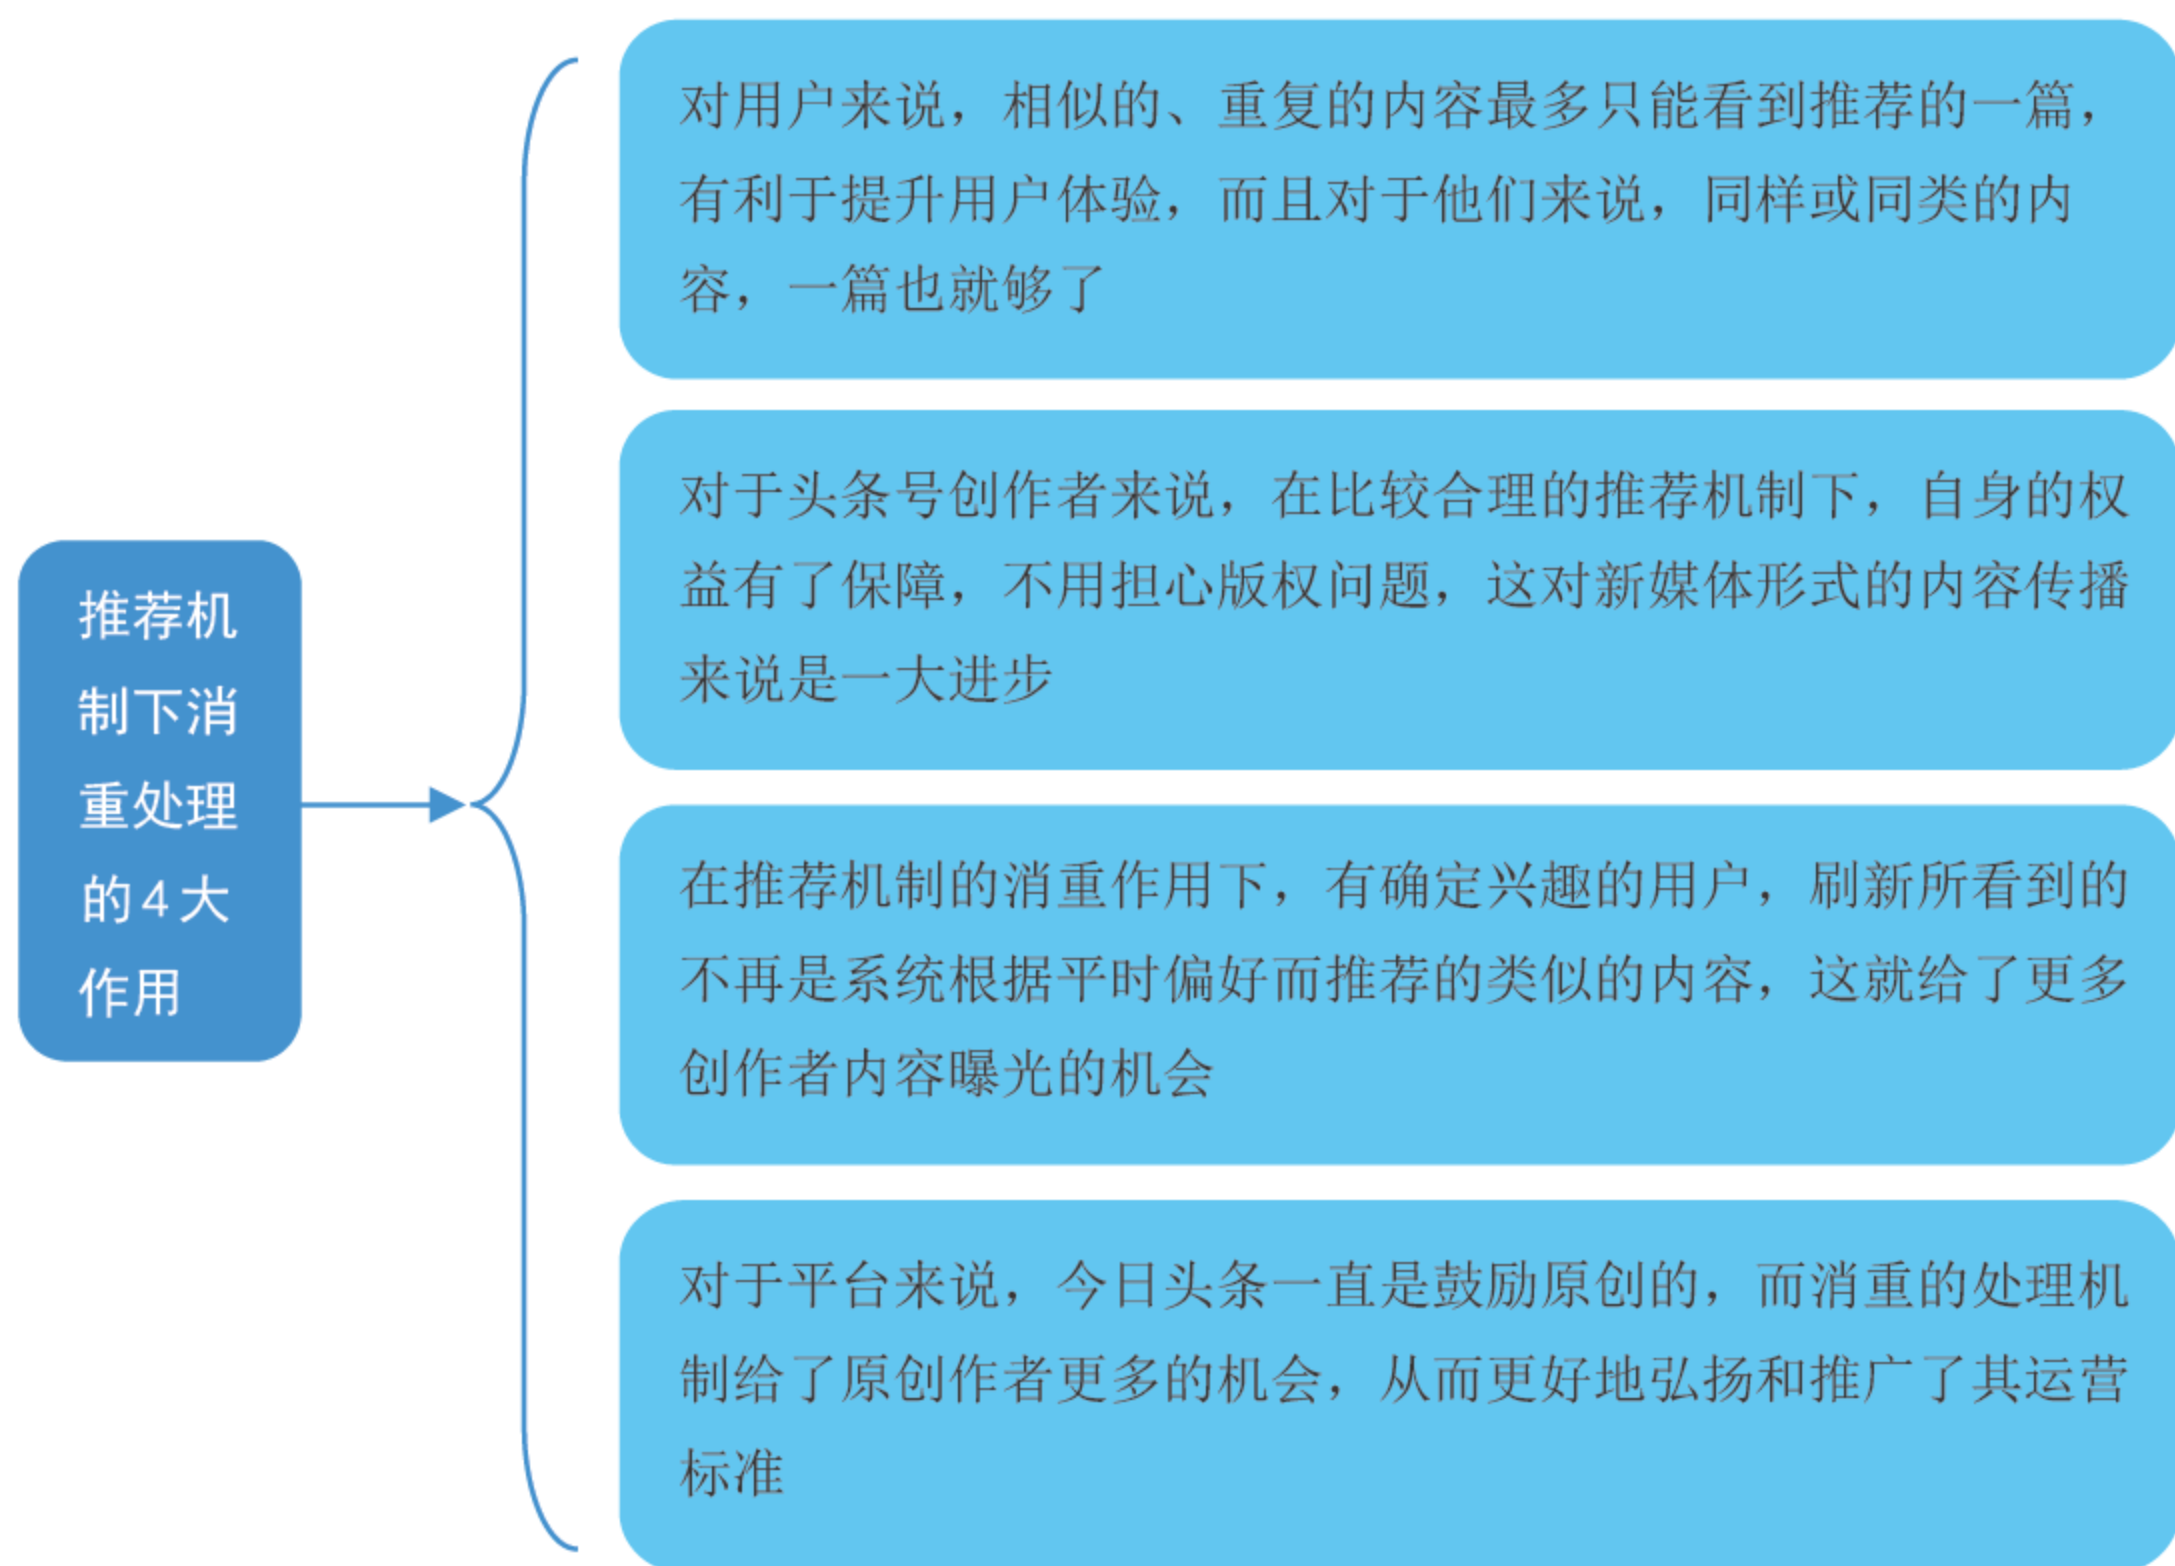 推荐机
制下消
重处理
的4大
作用
对用户来说，相似的、重复的内容最多只能看到推荐的一篇，
有利于提升用户体验，而且对于他们来说，同样或同类的内
容，一篇也就够了
对于头条号创作者来说，在比较合理的推荐机制下，自身的权
益有了保障，不用担心版权问题，这对新媒体形式的内容传播
来说是一大进步
在推荐机制的消重作用下，有确定兴趣的用户，刷新所看到的
不再是系统根据平时偏好而推荐的类似的内容，这就给了更多
创作者内容曝光的机会
对于平台来说，今日头条一直是鼓励原创的，而消重的处理机
制给了原创作者更多的机会，从而更好地弘扬和推广了其运营
标准